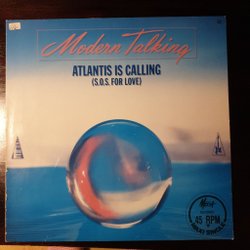 Modern Talking
ATLANTIS IS CALLING
(S.O.S. FOR LOVE)
45 RPM